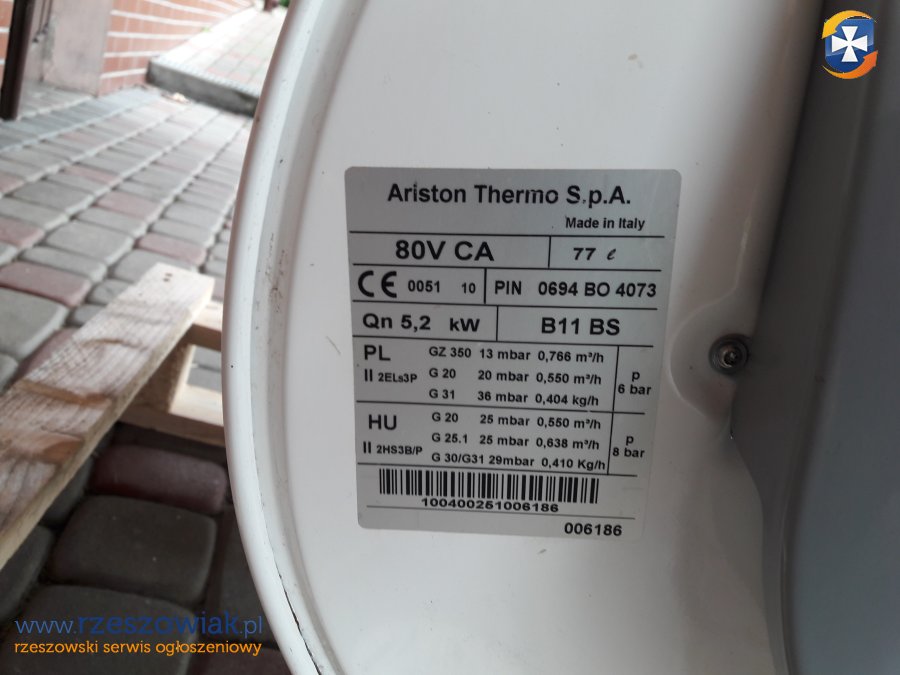 Ariston Thermo S.p.A.
Made in Italy
80V CA 77 ℓ
CE 0051 10 PIN 0694 BO 4073
Qn 5,2 kW B11 BS
PL GZ 350 13 mbar 0,766 m³/h
II 2ELs3P G 20 20 mbar 0,550 m³/h
G 31 36 mbar 0,404 kg/h
p
6 bar
HU G 20 25 mbar 0,550 m³/h
II 2HS3B/P G 25.1 25 mbar 0,638 m³/h
G 30/G31 29mbar 0,410 Kg/h
p
8 bar
100400251006186
006186
www.rzeszowiak.pl
rzeszowski serwis ogłoszeniowy